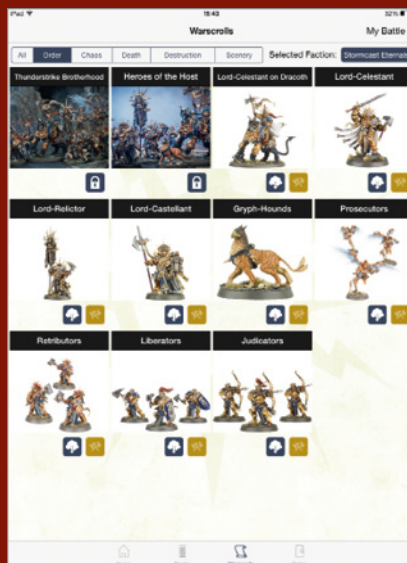 iPad 15:43 52%
Warscrolls My Battle
All Order Chaos Death Destruction Scenery Selected Faction: Stormcast Eternals
Thunderstrike Brotherhood Heroes of the Host Lord-Celestant on Dracoth Lord-Celestant
Lord-Relictor Lord-Castellant Gryph-Hounds Prosecutors
Retributors Liberators Judicators